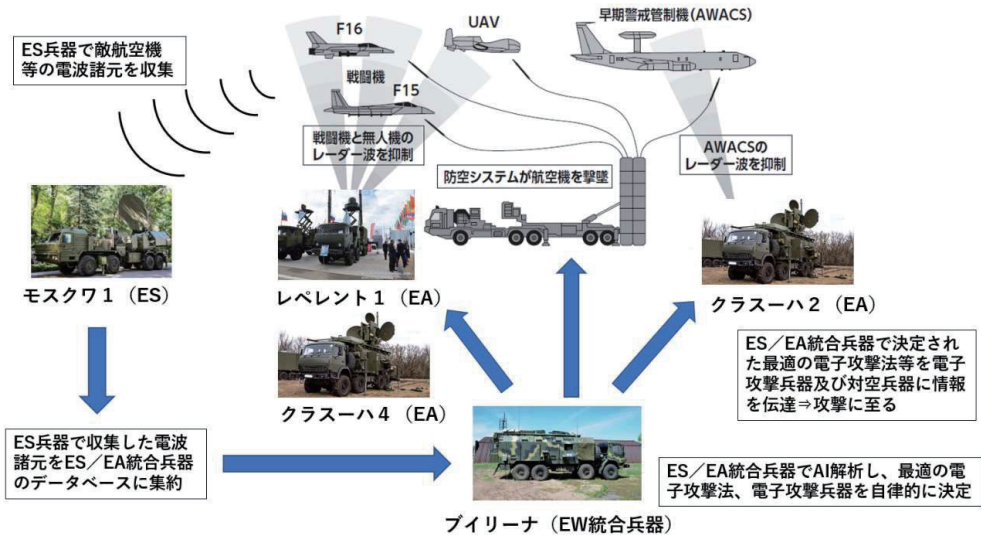 ES兵器で敵航空機
等の電波諸元を収集
F16
戦闘機
F15
UAV
早期警戒管制機(AWACS)
戦闘機と無人機の
レーダー波を抑制
防空システムが航空機を撃墜
AWACSの
レーダー波を抑制
モスクワ1(ES)
レペレント1(EA)
クラスーハ2(EA)
クラスーハ4(EA)
ES/EA統合兵器で決定され
た最適の電子攻撃法等を電子
攻撃兵器及び対空兵器に情報
を伝達⇒攻撃に至る
ES兵器で収集した電波
諸元をES/EA統合兵器
のデータベースに集約
ES/EA統合兵器でAI解析し、最適の電
子攻撃法、電子攻撃兵器を自律的に決定
ブイリーナ(EW統合兵器)